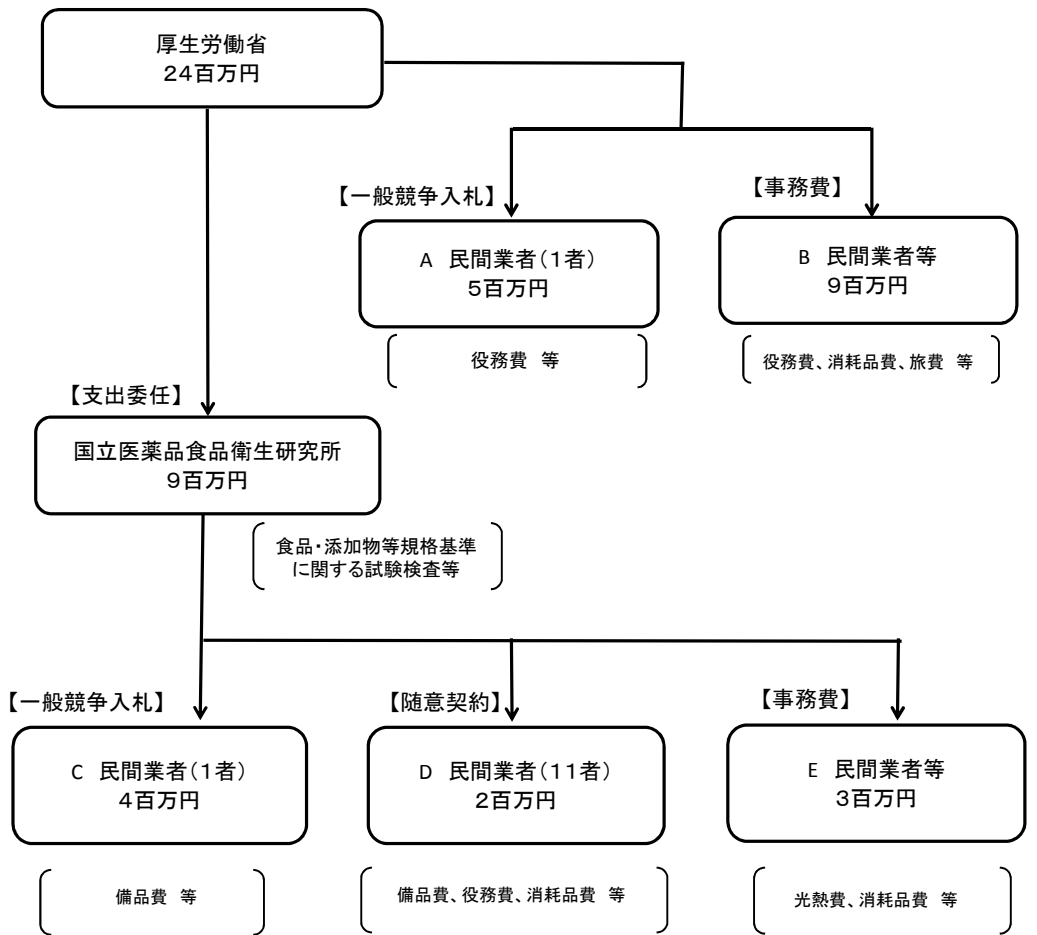 厚生労働省
24百万円
【一般競争入札】
【事務費】
A 民間業者(1者)
5百万円
B 民間業者等
9百万円
役務費 等
役務費、消耗品費、旅費 等
【支出委任】
国立医薬品食品衛生研究所
9百万円
食品・添加物等規格基準
に関する試験検査等
【一般競争入札】
【随意契約】
【事務費】
C 民間業者(1者)
4百万円
D 民間業者(11者)
2百万円
E 民間業者等
3百万円
備品費 等
備品費、役務費、消耗品費 等
光熱費、消耗品費 等